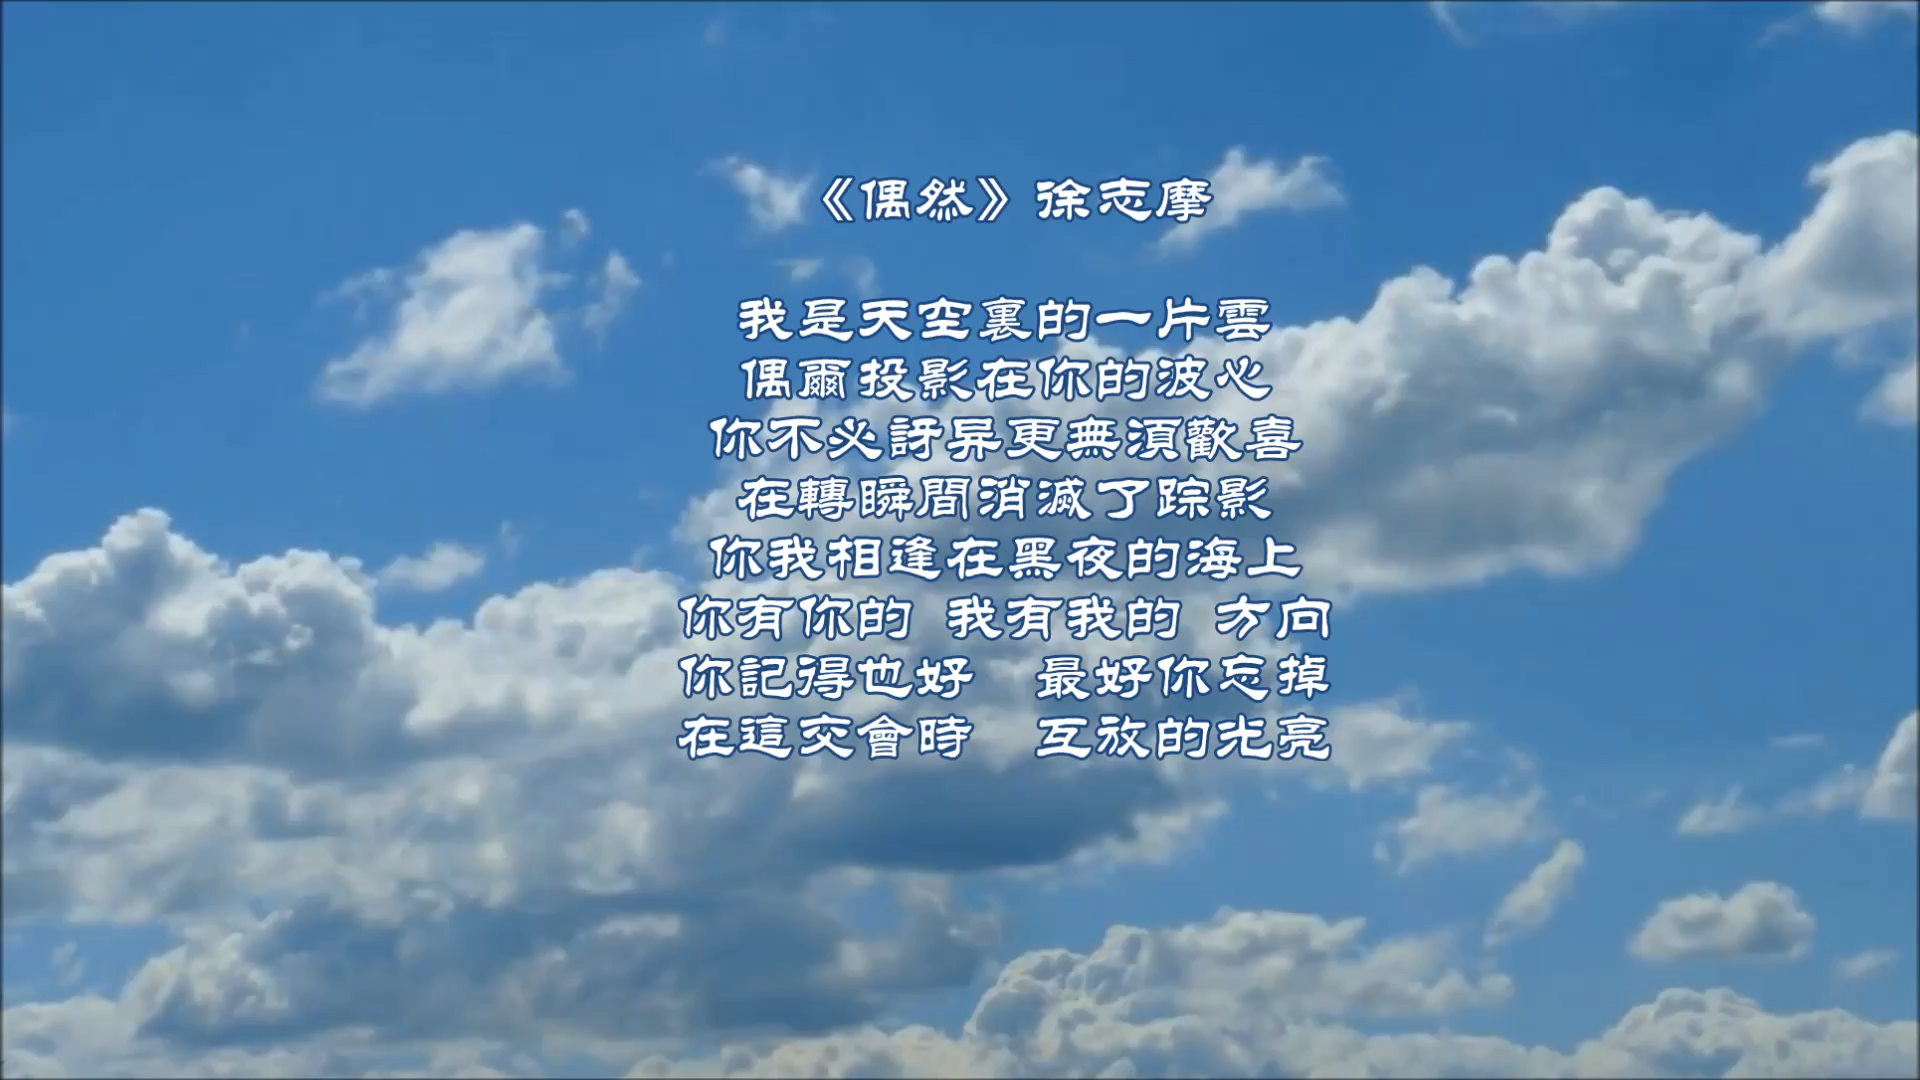 《偶然》徐志摩
我是天空裏的一片雲
偶爾投影在你的波心
你不必訝异更無須歡喜
在轉瞬間消滅了踪影
你我相逢在黑夜的海上
你有你的 我有我的 方向
你記得也好　最好你忘掉
在這交會時　互放的光亮